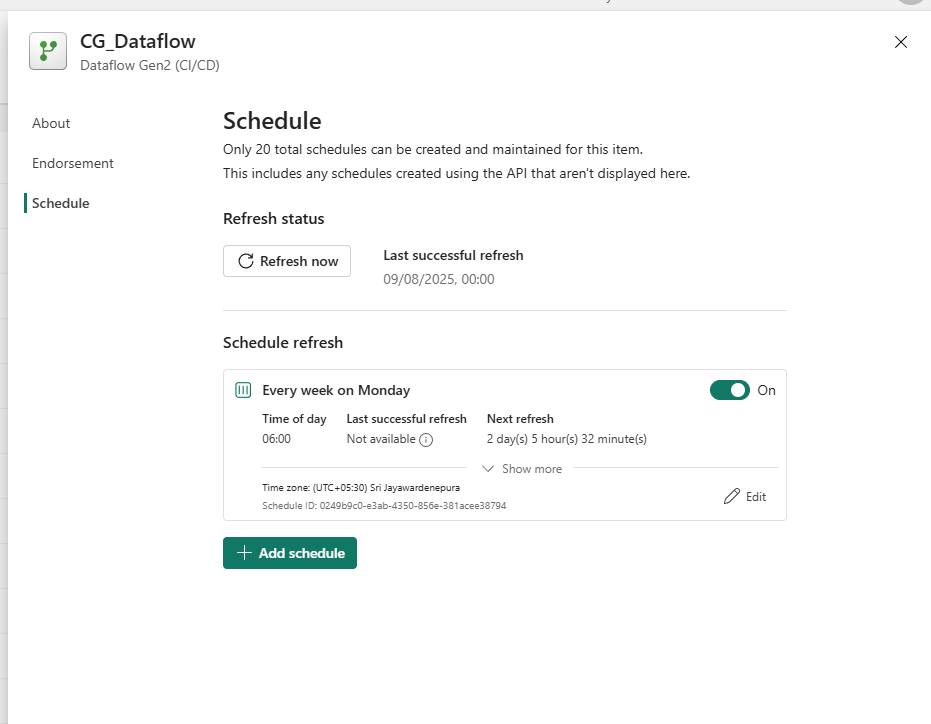 CG_Dataflow
Dataflow Gen2 (CI/CD)
About
Endorsement
Schedule
Schedule
Only 20 total schedules can be created and maintained for this item.
This includes any schedules created using the API that aren't displayed here.
Refresh status
Refresh now
Last successful refresh
09/08/2025, 00:00
Schedule refresh
Every week on Monday
On
Time of day Last successful refresh Next refresh
06:00 Not available 2 day(s) 5 hour(s) 32 minute(s)
Show more
Time zone: (UTC+05:30) Sri Jayawardenepura
Schedule ID: 0249b9c0-e3ab-4350-856e-381acee38794
Edit
Add schedule